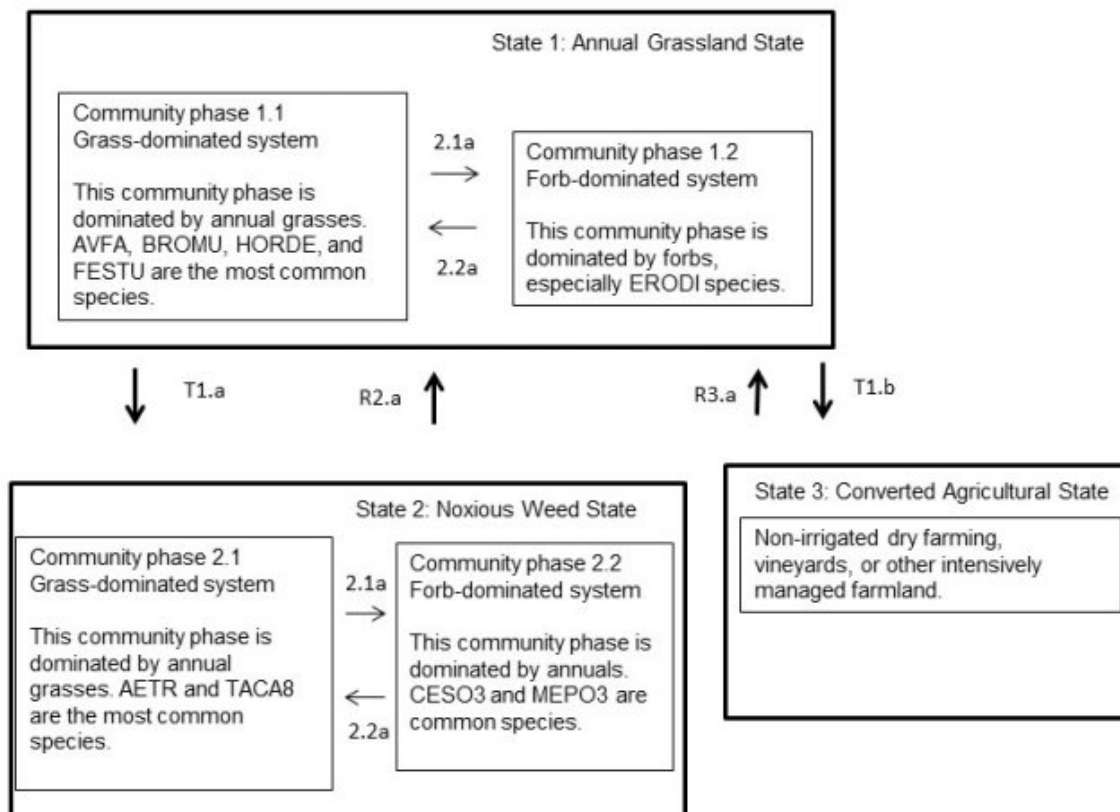 State 1: Annual Grassland State
Community phase 1.1
Grass-dominated system
This community phase is
dominated by annual grasses.
AVFA, BROMU, HORDE, and
FESTU are the most common
species.
2.1a
2.2a
Community phase 1.2
Forb-dominated system
This community phase is
dominated by forbs,
especially ERODI species.
T1.a
R2.a
R3.a
T1.b
State 2: Noxious Weed State
Community phase 2.1
Grass-dominated system
This community phase is
dominated by annual
grasses. AETR and TACA8
are the most common
species.
2.1a
2.2a
Community phase 2.2
Forb-dominated system
This community phase is
dominated by annuals.
CESO3 and MEPO3 are
common species.
State 3: Converted Agricultural State
Non-irrigated dry farming,
vineyards, or other intensively
managed farmland.